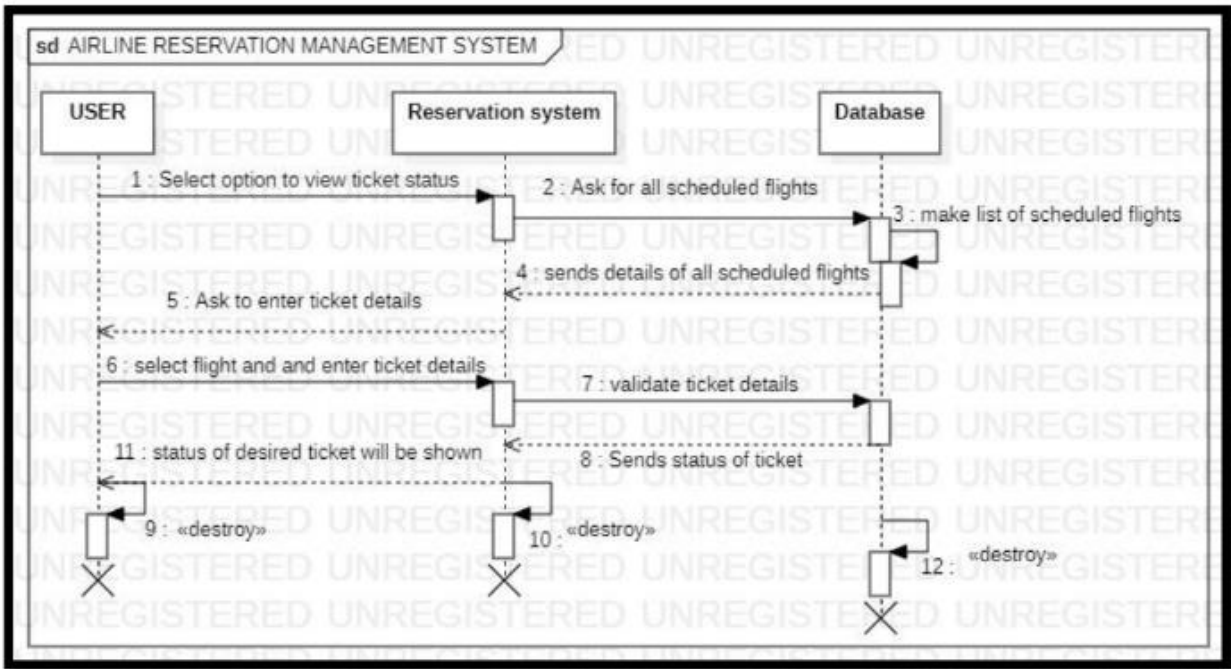 sd AIRLINE RESERVATION MANAGEMENT SYSTEM
USER
Reservation system
Database
1 : Select option to view ticket status
2 : Ask for all scheduled flights
3 : make list of scheduled flights
4 : sends details of all scheduled flights
5 : Ask to enter ticket details
6 : select flight and and enter ticket details
7 : validate ticket details
8 : Sends status of ticket
11 : status of desired ticket will be shown
9 : «destroy»
10 : «destroy»
12 : «destroy»
UNREGISTERED UNREGISTERED UNREGISTERED